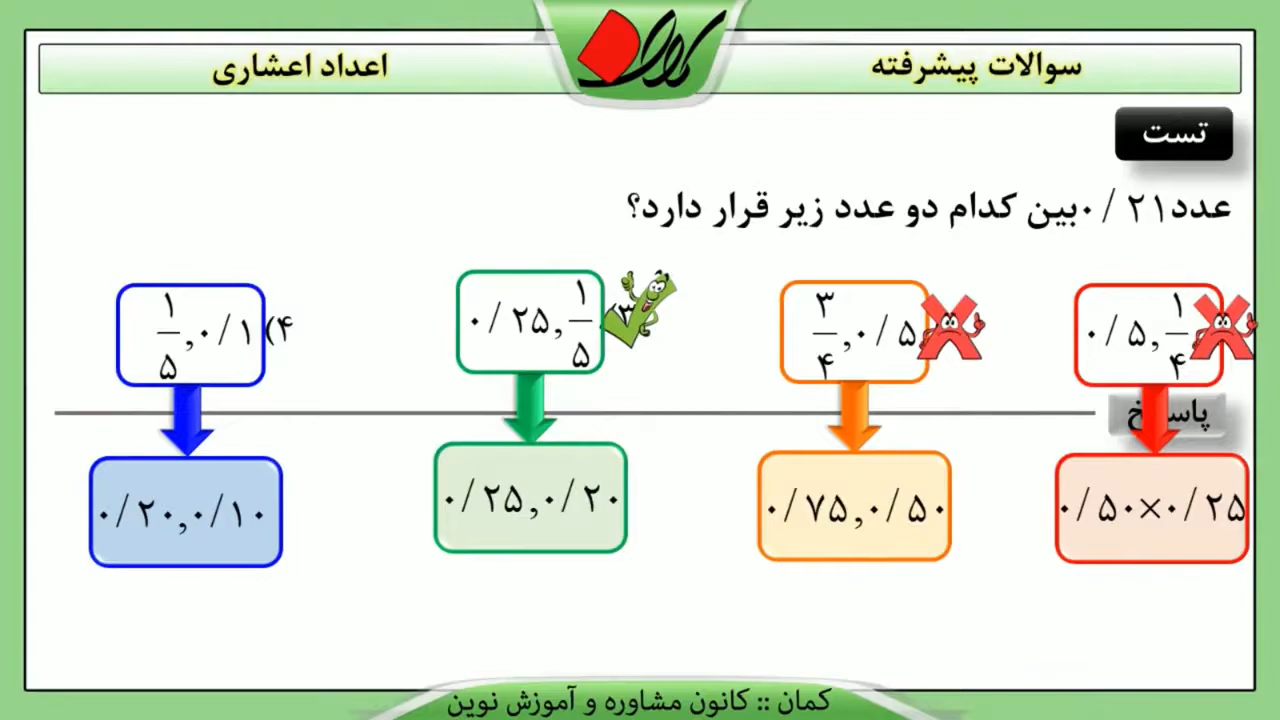 سوالات پیشرفته
اعداد اعشاری
تست
عدد ۰/۲۱ بین کدام دو عدد زیر قرار دارد؟
۰/۵, ۱/۴
۰/۵, ۳/۴
۳) ۰/۲۵, ۱/۵
۴) ۰/۱, ۱/۵
پاسخ
۰/۵۰×۰/۲۵
۰/۷۵,۰/۵۰
۰/۲۵,۰/۲۰
۰/۲۰,۰/۱۰
کمان :: کانون مشاوره و آموزش نوین